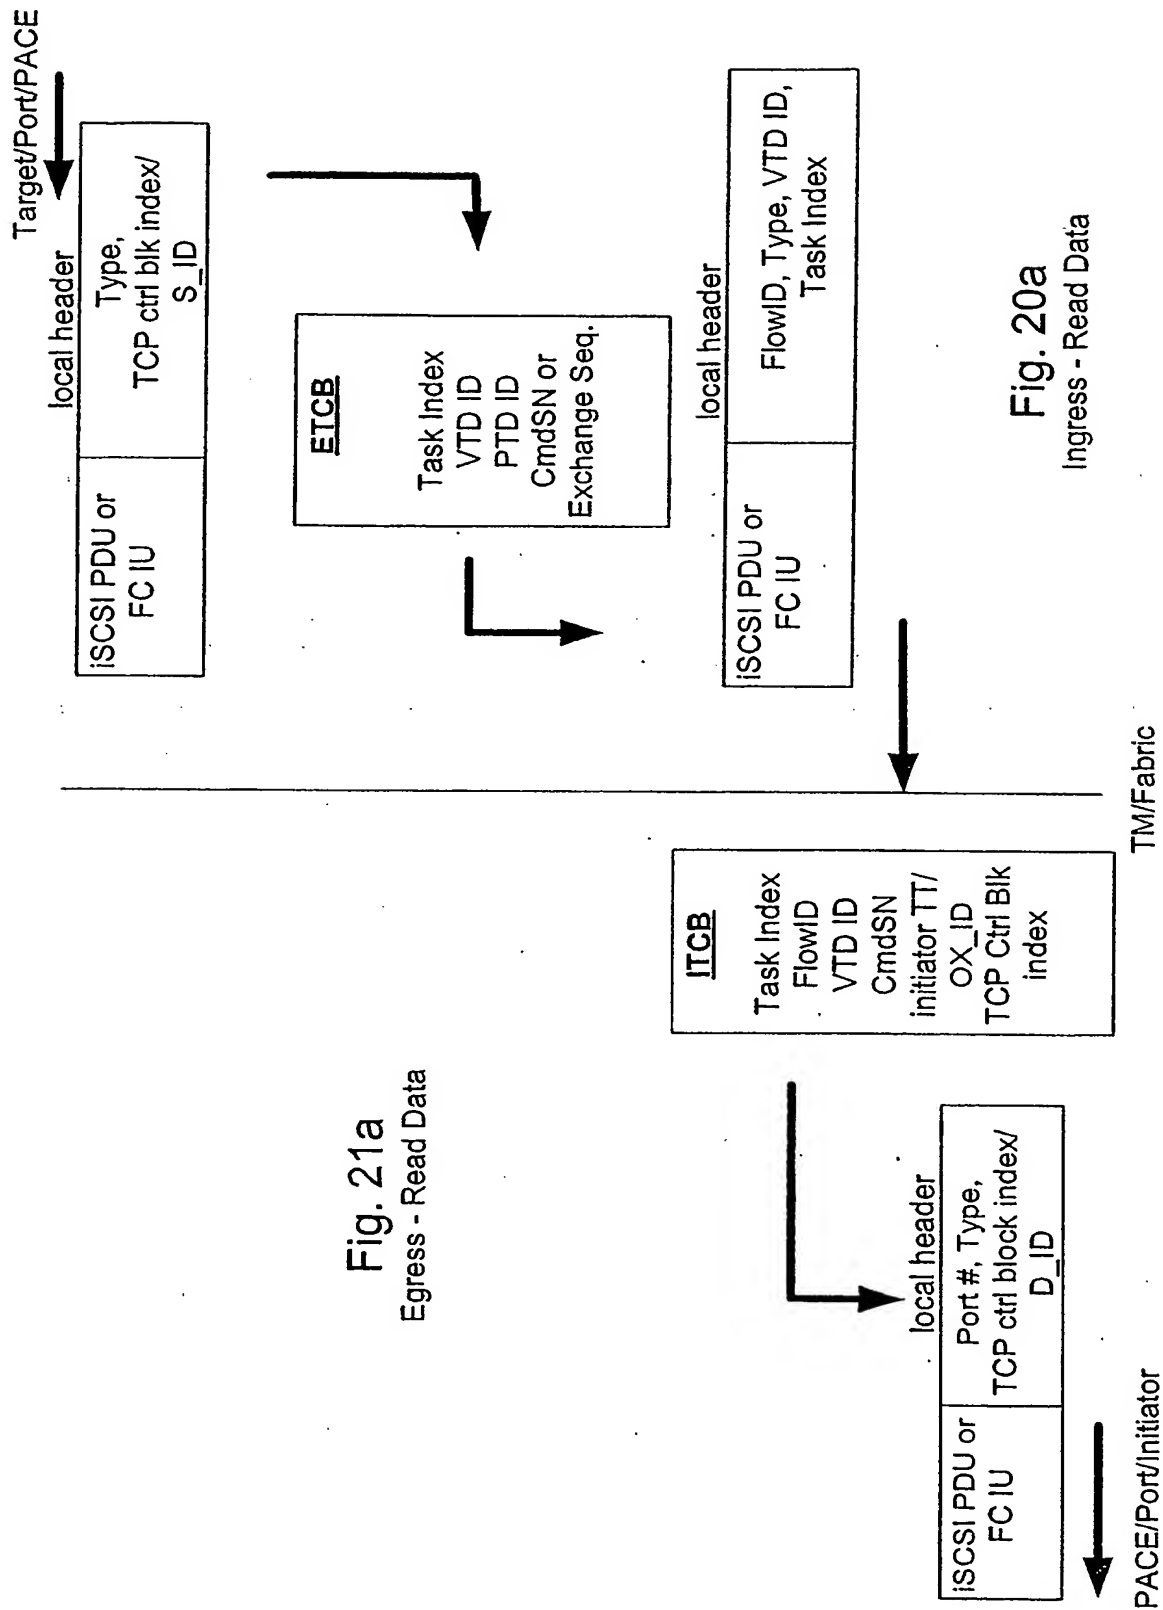 Target/Port/PACE
local header
iSCSI PDU or
FC IU
Type,
TCP ctrl blk index/
S_ID
ETCB
Task Index
VTD ID
PTD ID
CmdSN or
Exchange Seq.
local header
iSCSI PDU or
FC IU
FlowID, Type, VTD ID,
Task Index
Fig. 20a
Ingress - Read Data
TM/Fabric
Fig. 21a
Egress - Read Data
ITCB
Task Index
FlowID
VTD ID
CmdSN
initiator TT/
OX_ID
TCP Ctrl Blk
index
local header
iSCSI PDU or
FC IU
Port #, Type,
TCP ctrl block index/
D_ID
PACE/Port/Initiator